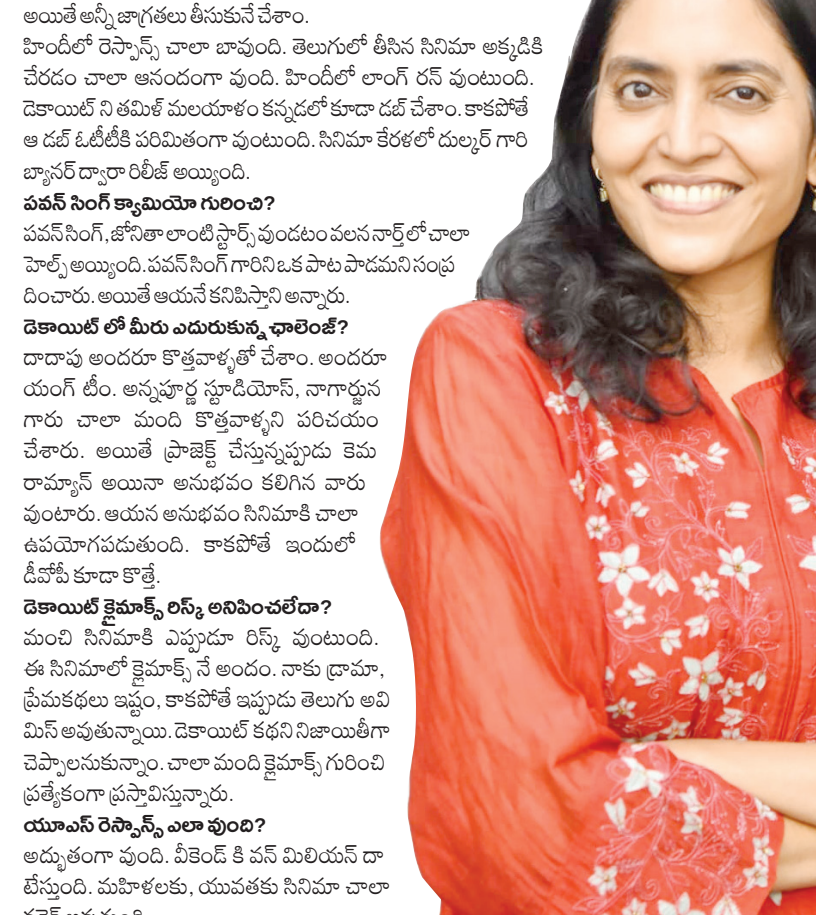 అయితే అన్నీ జాగ్రతలు తీసుకునే చేశాం.
హిందీలో రెస్పాన్స్ చాలా బావుంది. తెలుగులో తీసిన సినిమా అక్కడికి
చేరడం చాలా ఆనందంగా వుంది. హిందీలో లాంగ్ రన్ వుంటుంది.
డెకాయిట్ ని తమిళ్ మలయాళం కన్నడలో కూడా డబ్ చేశాం. కాకపోతే
ఆ డబ్ ఓటీటీకి పరిమితంగా వుంటుంది. సినిమా కేరళలో దుల్కర్ గారి
బ్యానర్ ద్వారా రిలీజ్ అయ్యింది.
పవన్ సింగ్ క్యామియో గురించి?
పవన్‌సింగ్, జోనితా లాంటి స్టార్స్ వుండటం వలన నార్త్‌లో చాలా
హెల్ప్ అయ్యింది. పవన్ సింగ్ గారిని ఒక పాట పాడమని సంప్ర
దించారు. అయితే ఆయనే కనిపిస్తాని అన్నారు.
డెకాయిట్ లో మీరు ఎదురుకున్న ఛాలెంజ్?
దాదాపు అందరూ కొత్తవాళ్ళతో చేశాం. అందరూ
యంగ్ టీం. అన్నపూర్ణ స్టూడియోస్, నాగార్జున
గారు చాలా మంది కొత్తవాళ్ళని పరిచయం
చేశారు. అయితే ప్రాజెక్ట్ చేస్తున్నప్పుడు కెమ
రామ్యాన్ అయినా అనుభవం కలిగిన వారు
వుంటారు. ఆయన అనుభవం సినిమాకి చాలా
ఉపయోగపడుతుంది. కాకపోతే ఇందులో
డీవోపీ కూడా కొత్తే.
డెకాయిట్ క్లైమాక్స్ రిస్క్ అనిపించలేదా?
మంచి సినిమాకి ఎప్పుడూ రిస్క్ వుంటుంది.
ఈ సినిమాలో క్లైమాక్స్ నే అందం. నాకు డ్రామా,
ప్రేమకథలు ఇష్టం, కాకపోతే ఇప్పుడు తెలుగు అవి
మిస్ అవుతున్నాయి. డెకాయిట్ కథని నిజాయితీగా
చెప్పాలనుకున్నాం. చాలా మంది క్లైమాక్స్ గురించి
ప్రత్యేకంగా ప్రస్తావిస్తున్నారు.
యూఎస్ రెస్పాన్స్ ఎలా వుంది?
అద్భుతంగా వుంది. వీకెండ్ కి వన్ మిలియన్ దా
టేస్తుంది. మహిళలకు, యువతకు సినిమా చాలా